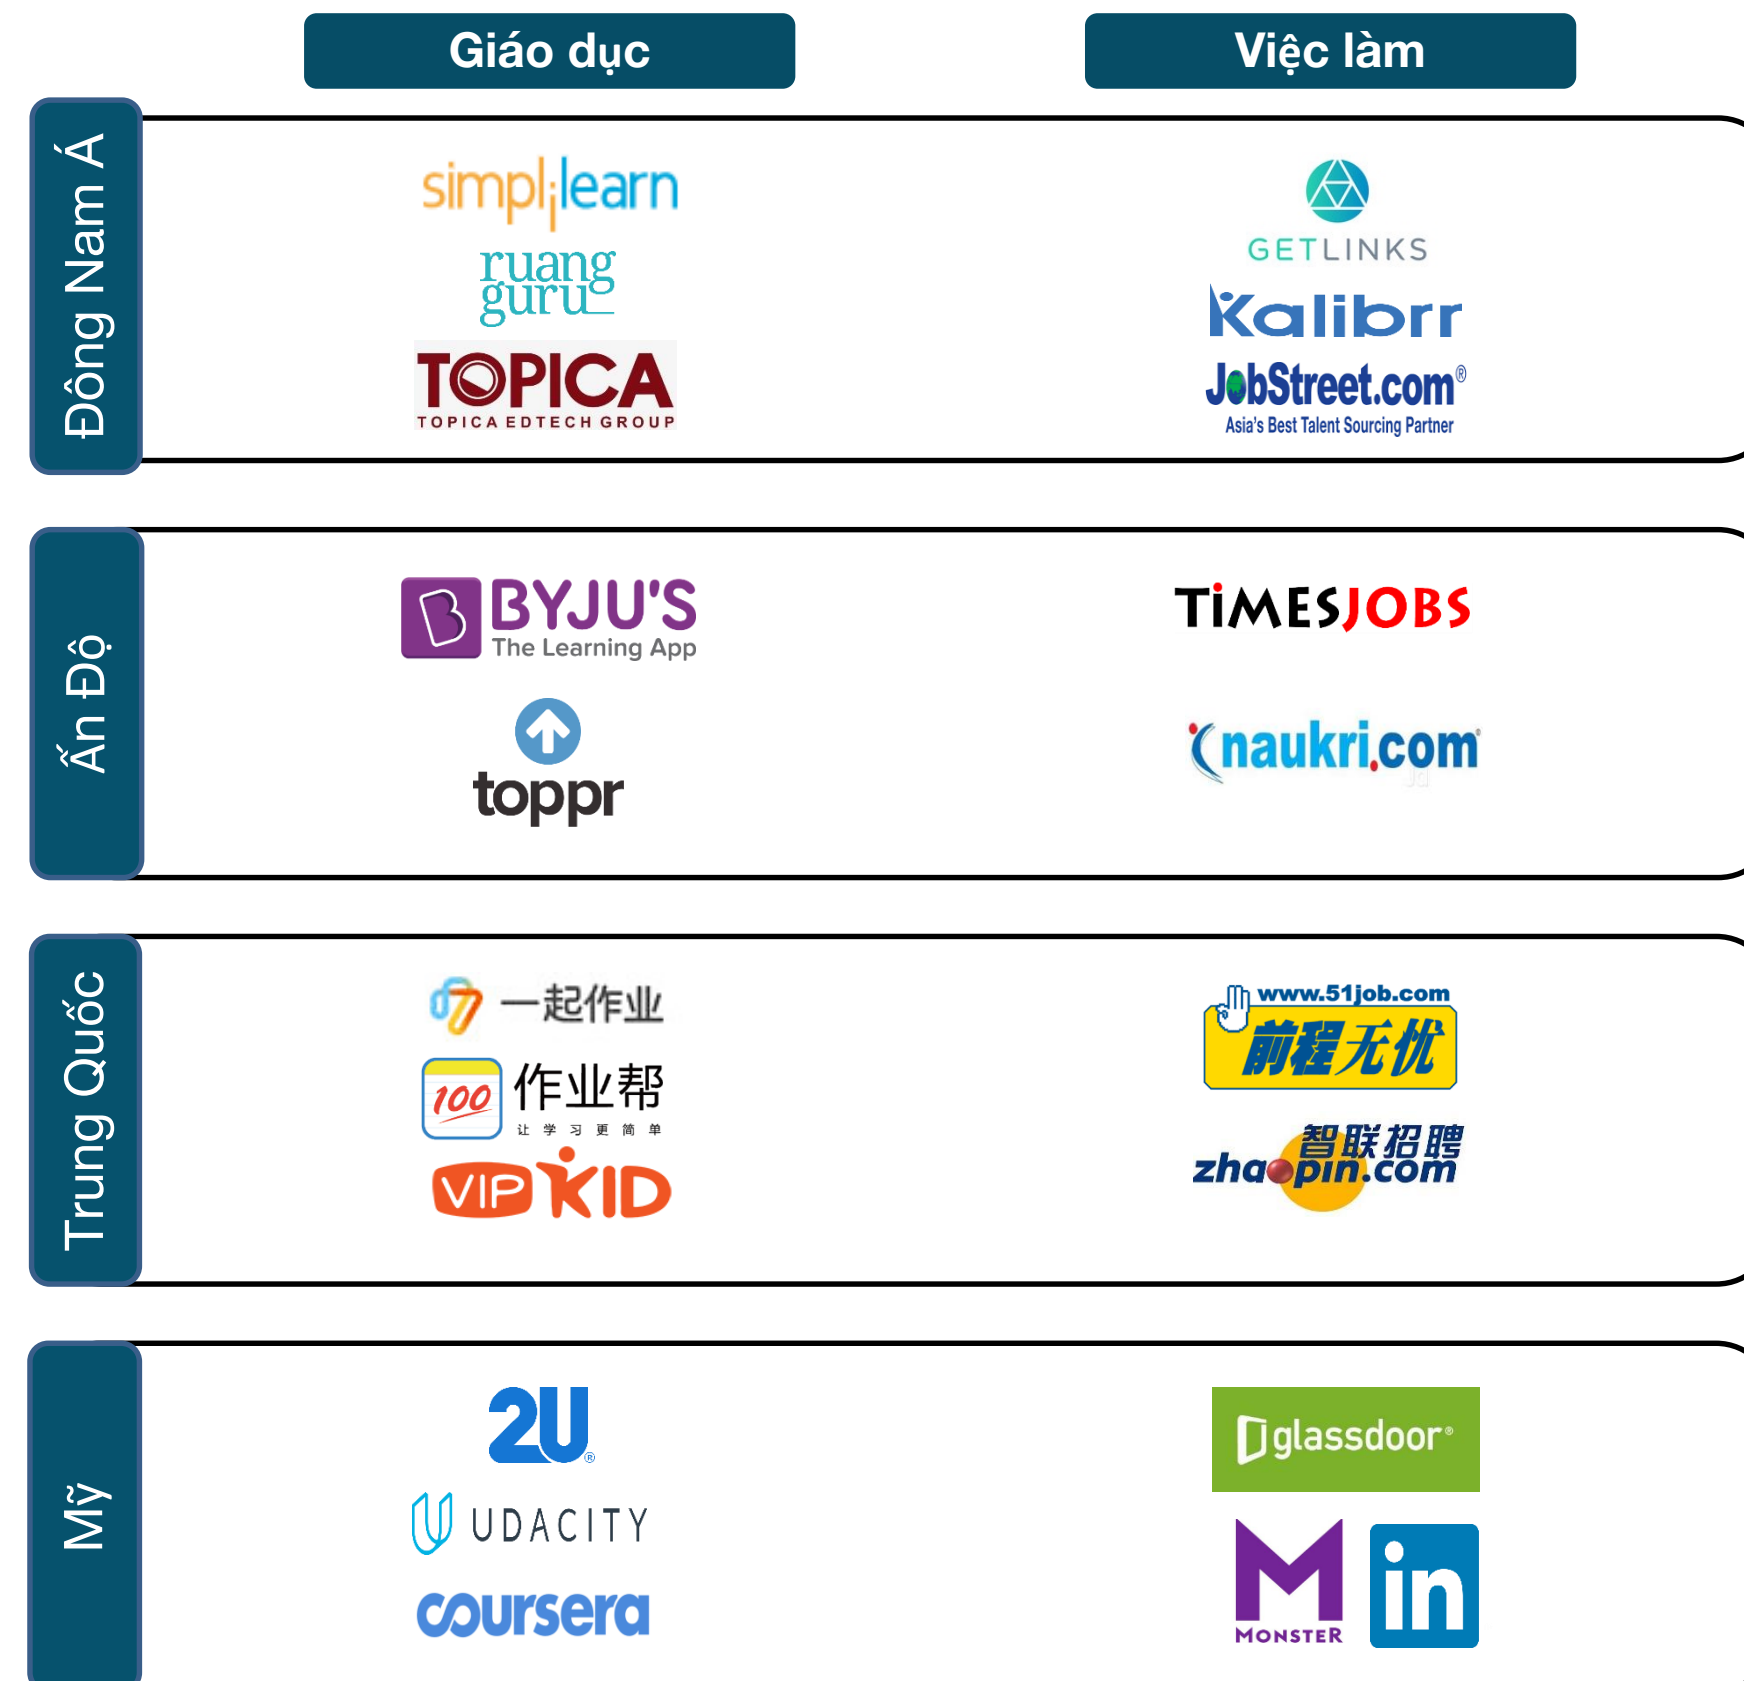 Giáo dục
Việc làm
Đông Nam Á
simplilearn
ruang
guru
TOPICA
TOPICA EDTECH GROUP
GETLINKS
Kalibrr
JobStreet.com®
Asia's Best Talent Sourcing Partner
Ấn Độ
BYJU'S
The Learning App
toppr
TiMESJOBS
naukri.com
Trung Quốc
一起作业
100
作业帮
让学习更简单
VIPKID
www.51job.com
前程无忧
智联招聘
zhaopin.com
Mỹ
2U®
UDACITY
coursera
glassdoor®
MONSTER
in